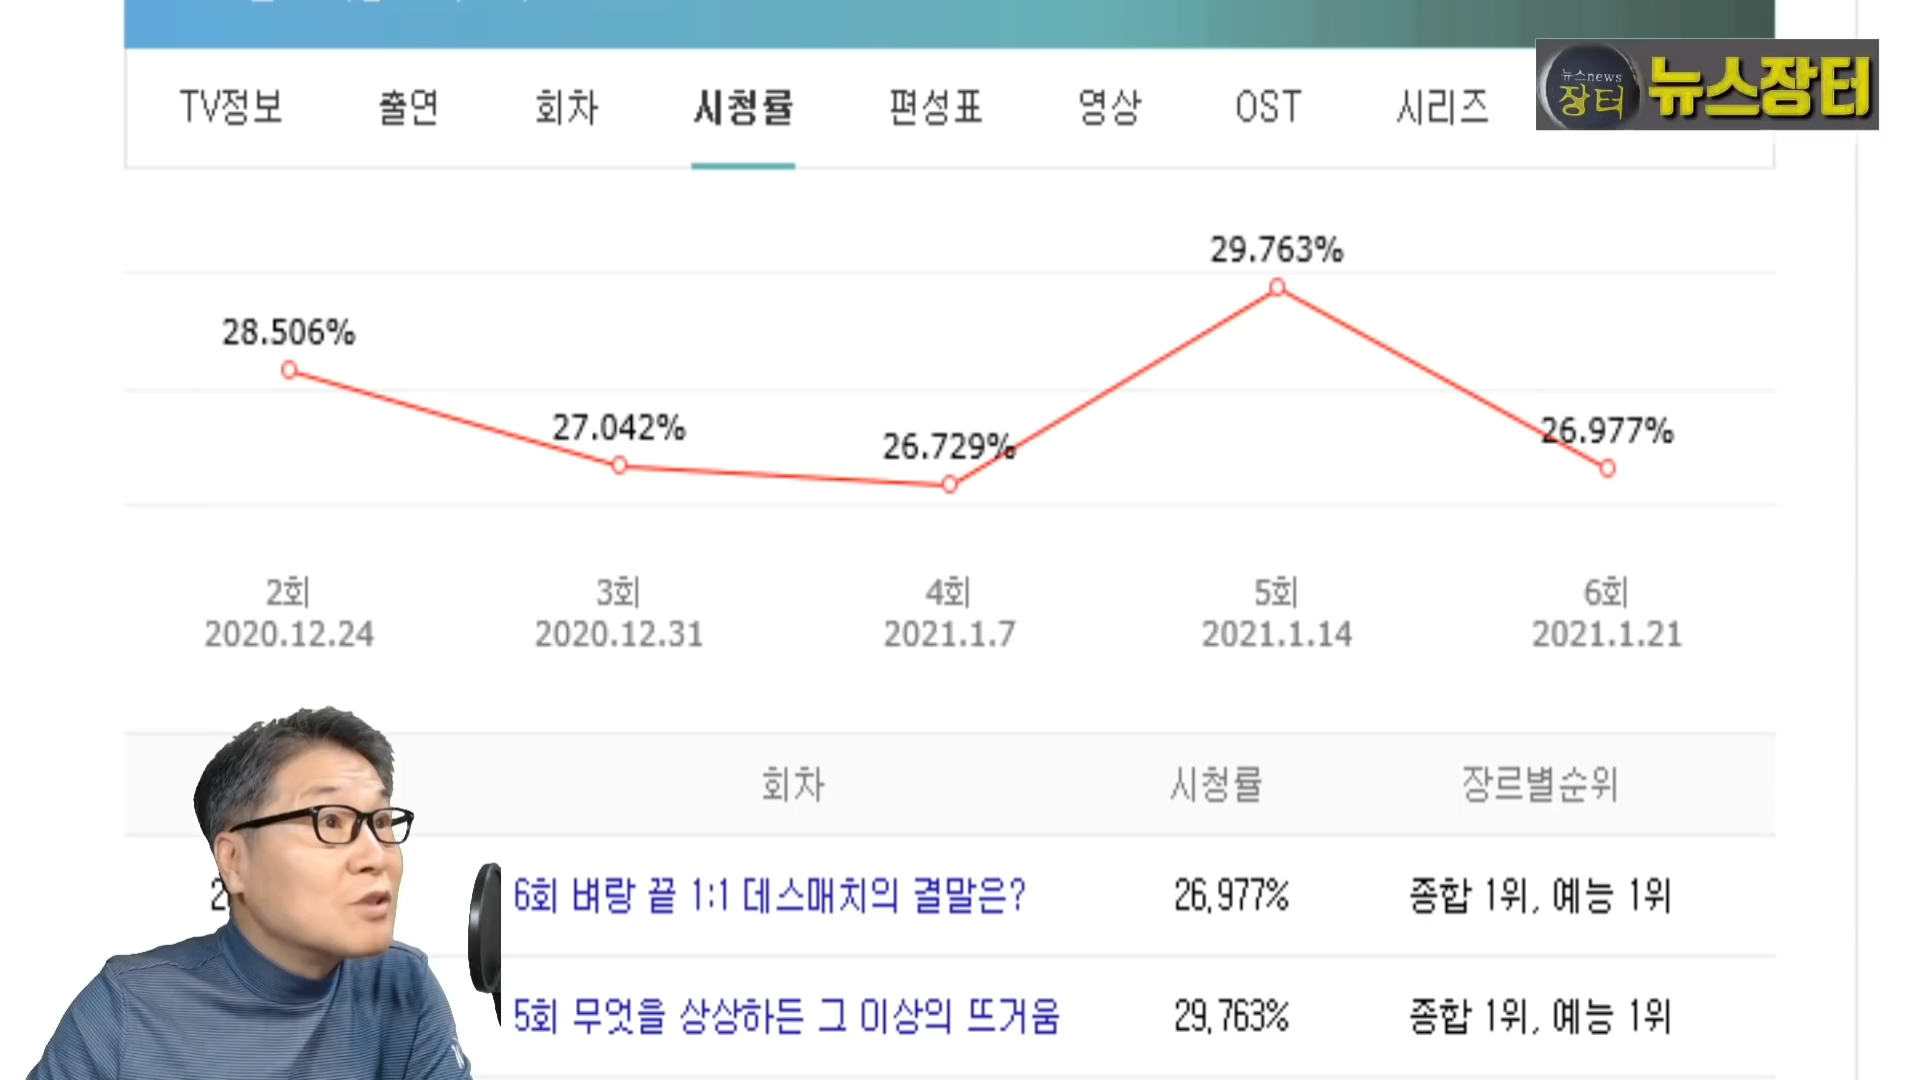 TV정보 출연 회차 시청률 편성표 영상 OST 시리즈
뉴스news
장터
뉴스장터
28.506%
27.042%
26.729%
29.763%
26.977%
2회 3회 4회 5회 6회
2020.12.24 2020.12.31 2021.1.7 2021.1.14 2021.1.21
회차 시청률 장르별순위
6회 벼랑 끝 1:1 데스매치의 결말은? 26,977% 종합 1위, 예능 1위
5회 무엇을 상상하든 그 이상의 뜨거움 29,763% 종합 1위, 예능 1위